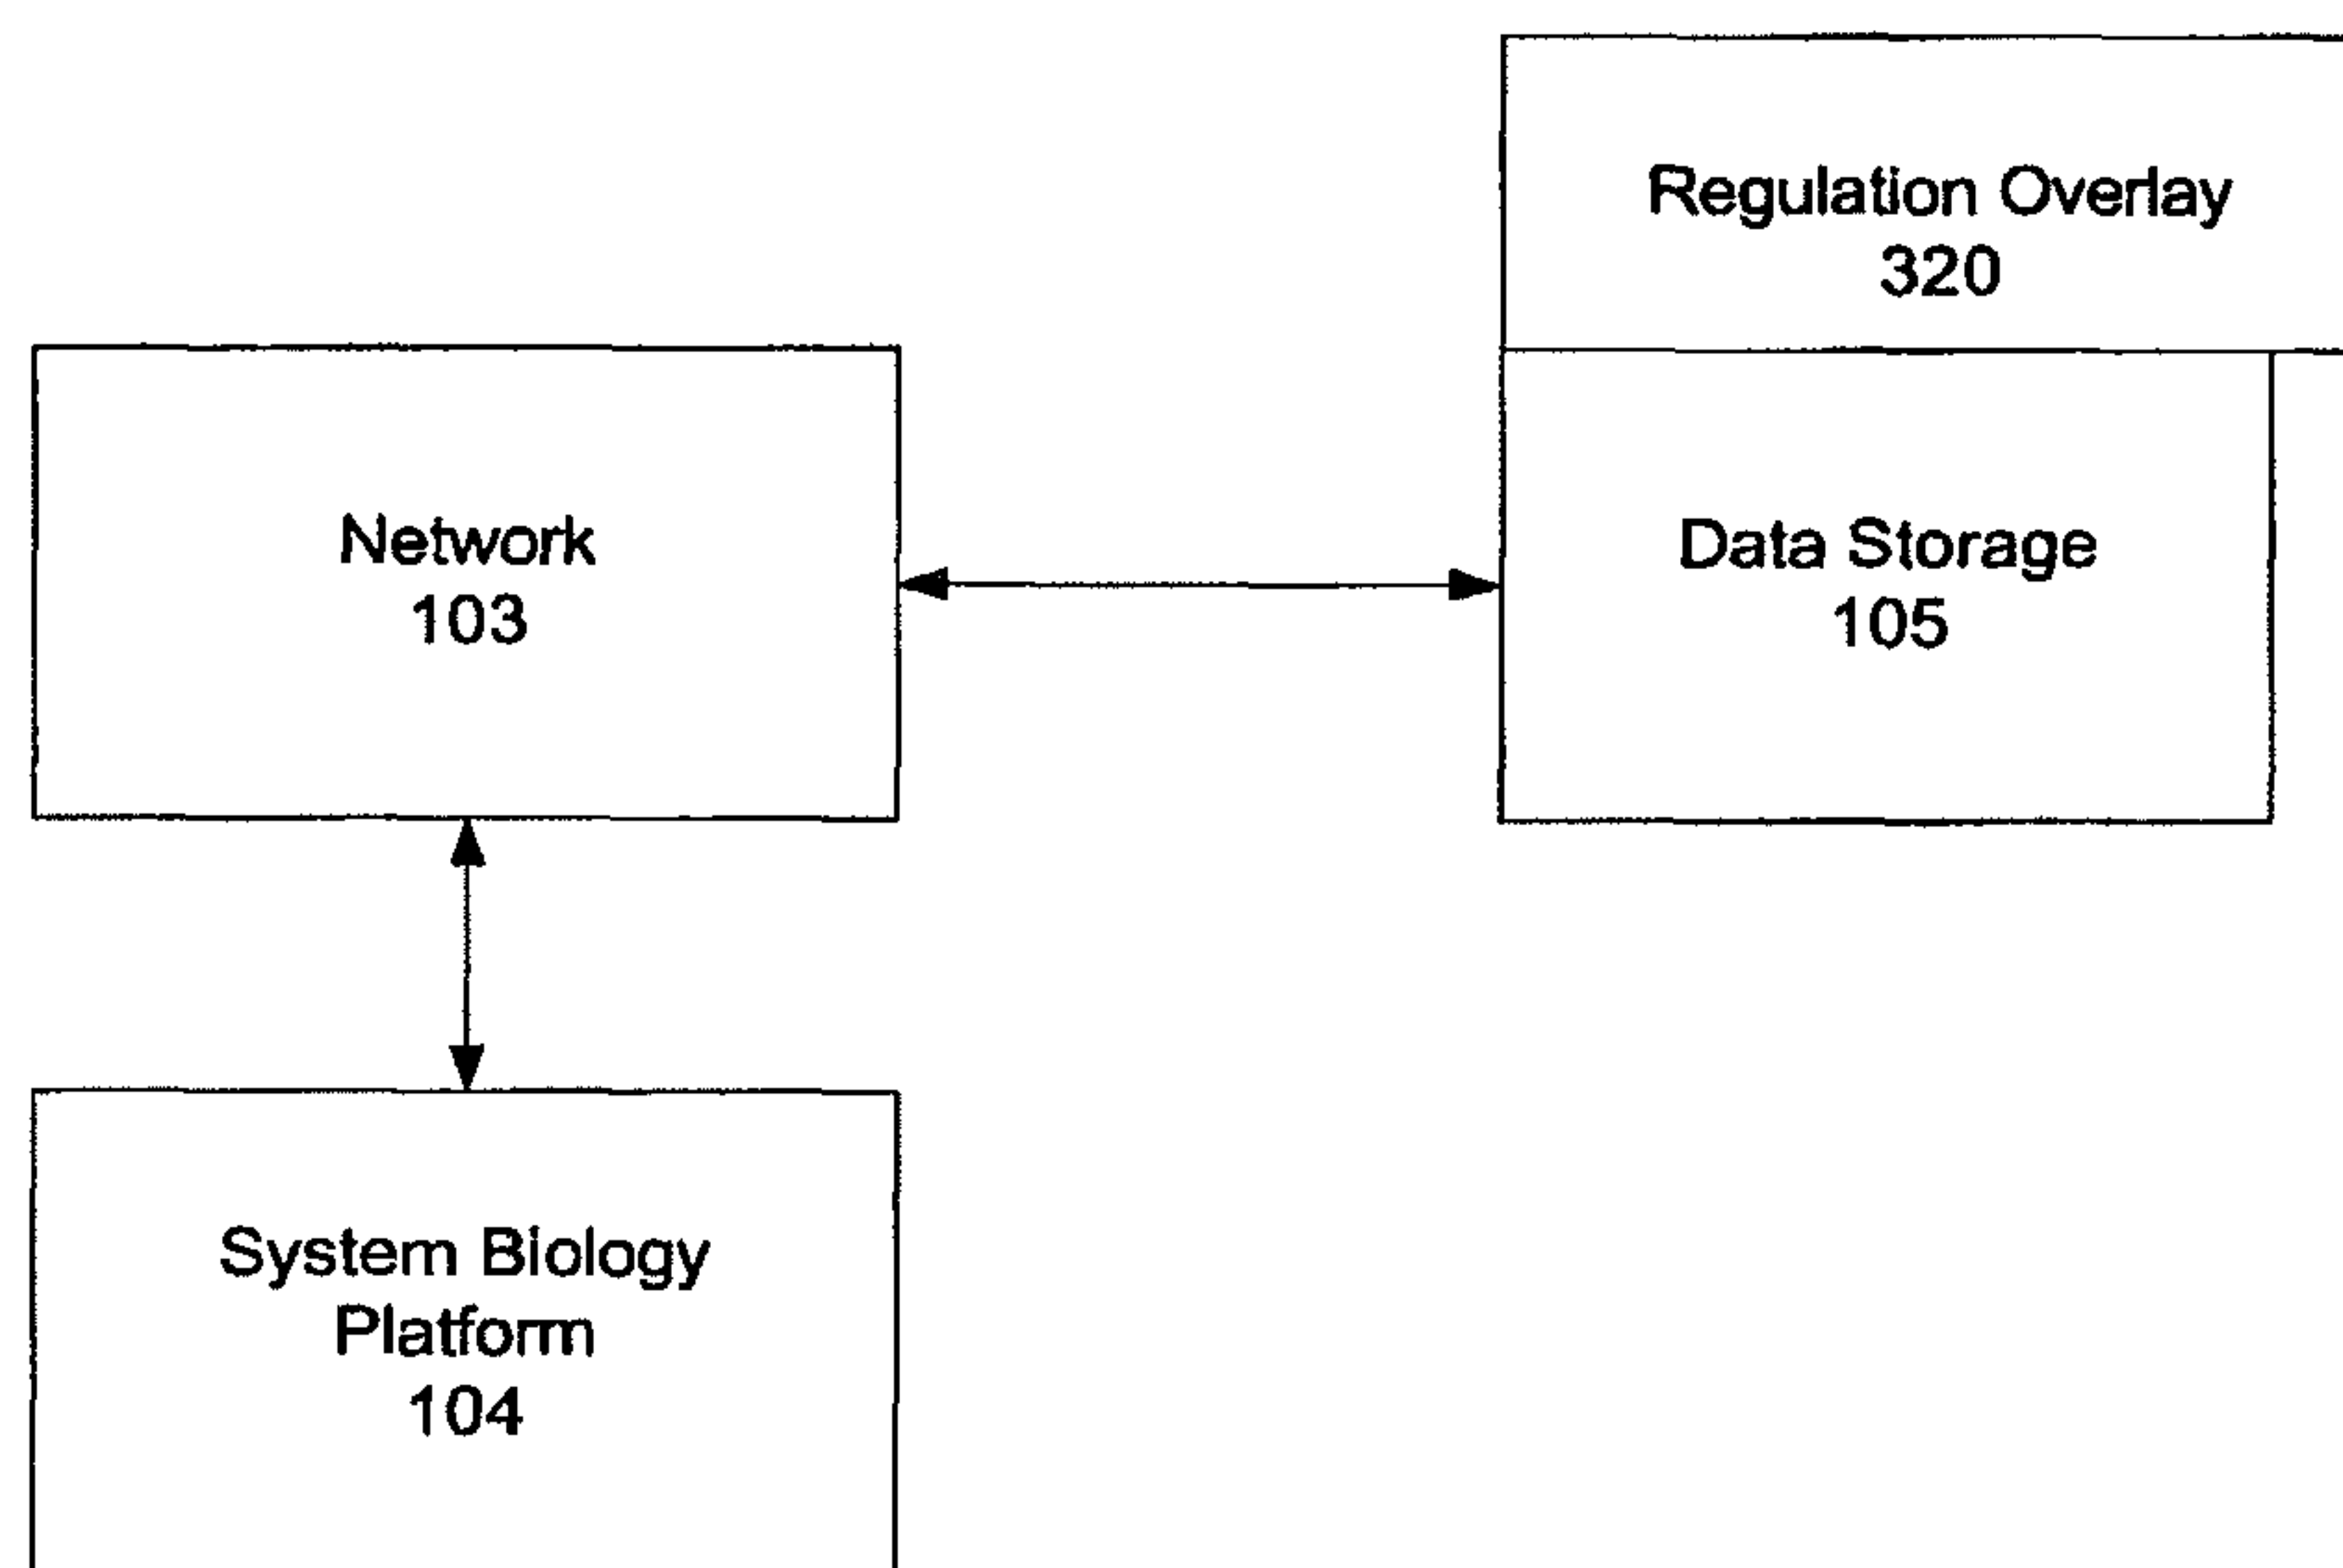 Regulation Overlay
320
Network
103
Data Storage
105
System Biology
Platform
104